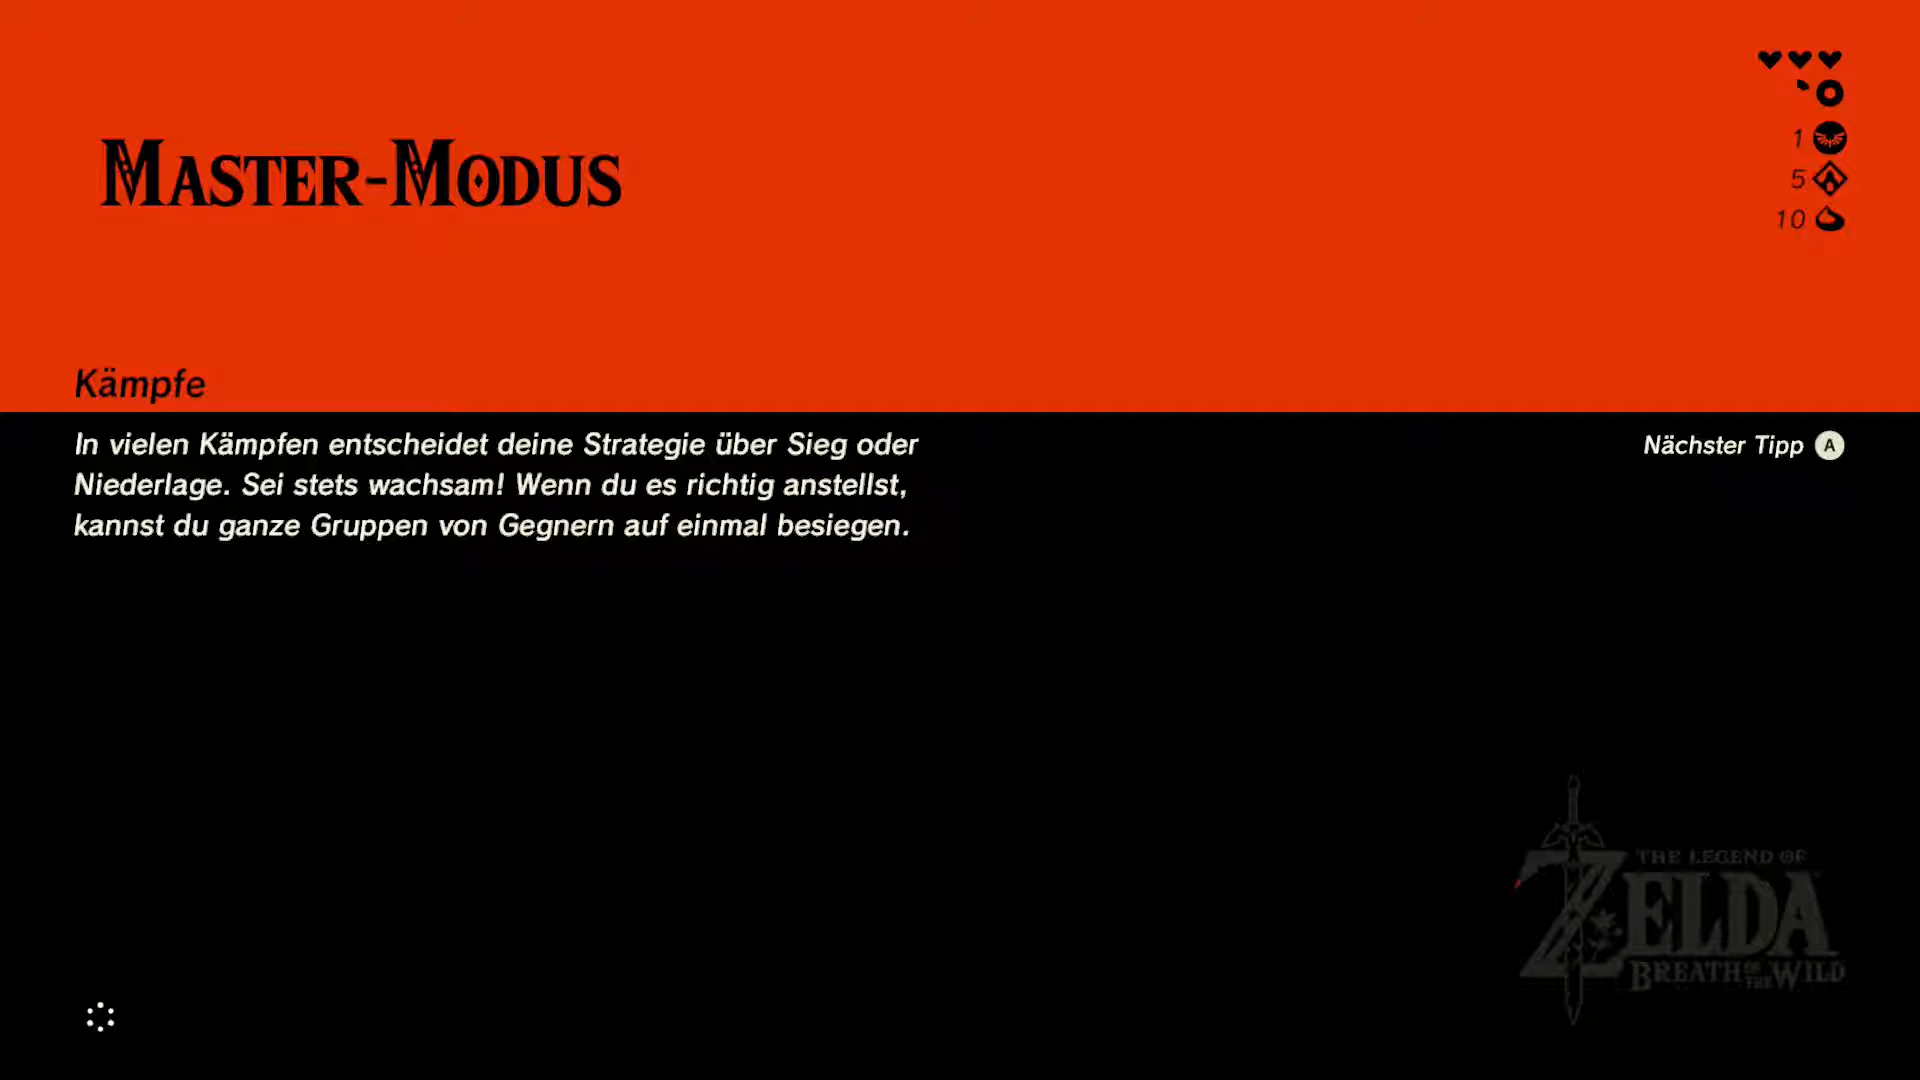 Master-Modus
1
5
10
Kämpfe
In vielen Kämpfen entscheidet deine Strategie über Sieg oder
Niederlage. Sei stets wachsam! Wenn du es richtig anstellst,
kannst du ganze Gruppen von Gegnern auf einmal besiegen.
Nächster Tipp A
THE LEGEND OF
ZELDA
BREATH OF THE WILD